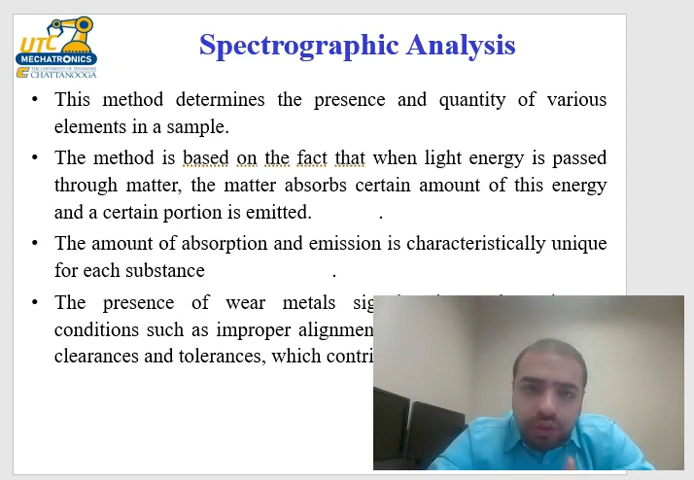 UTC
MECHATRONICS
THE UNIVERSITY OF TENNESSEE
CHATTANOOGA
Spectrographic Analysis
• This method determines the presence and quantity of various
elements in a sample.
• The method is based on the fact that when light energy is passed
through matter, the matter absorbs certain amount of this energy
and a certain portion is emitted. .
• The amount of absorption and emission is characteristically unique
for each substance .
• The presence of wear metals
conditions such as improper
clearances and tolerances, which